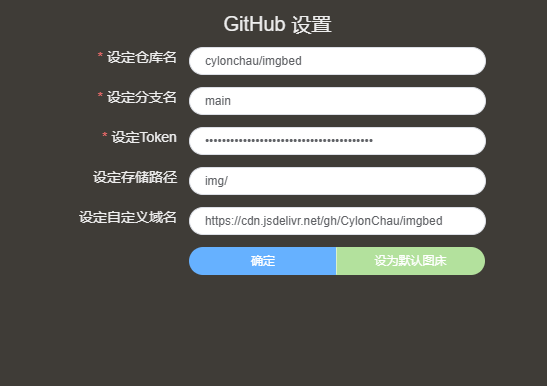 GitHub 设置
* 设定仓库名 cylonchau/imgbed
* 设定分支名 main
* 设定Token ••••••••••••••••••••••••••••••••••••••••
设定存储路径 img/
设定自定义域名 https://cdn.jsdelivr.net/gh/CylonChau/imgbed
确定 设为默认图床